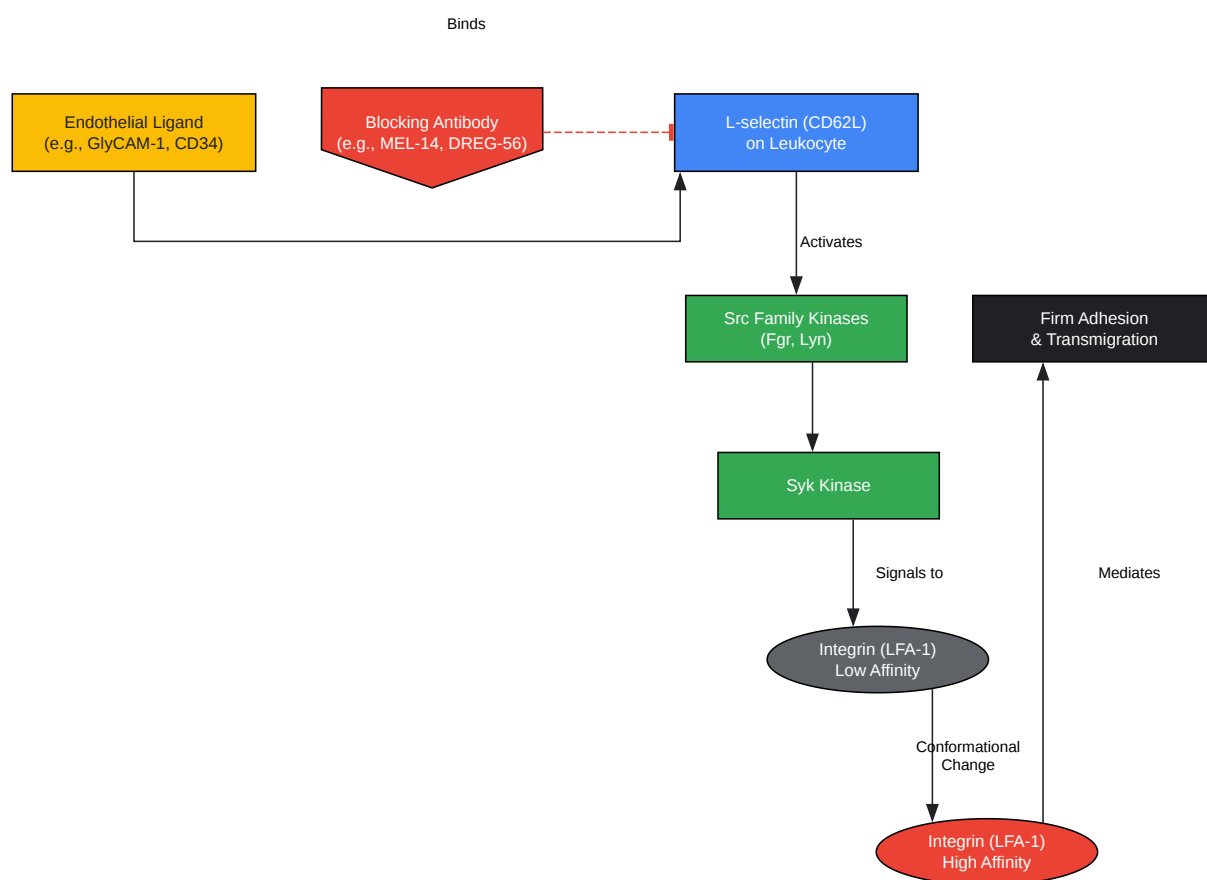 Binds
Endothelial Ligand
(e.g., GlyCAM-1, CD34)
Blocking Antibody
(e.g., MEL-14, DREG-56)
L-selectin (CD62L)
on Leukocyte
Activates
Src Family Kinases
(Fgr, Lyn)
Firm Adhesion
& Transmigration
Syk Kinase
Signals to
Mediates
Integrin (LFA-1)
Low Affinity
Conformational
Change
Integrin (LFA-1)
High Affinity